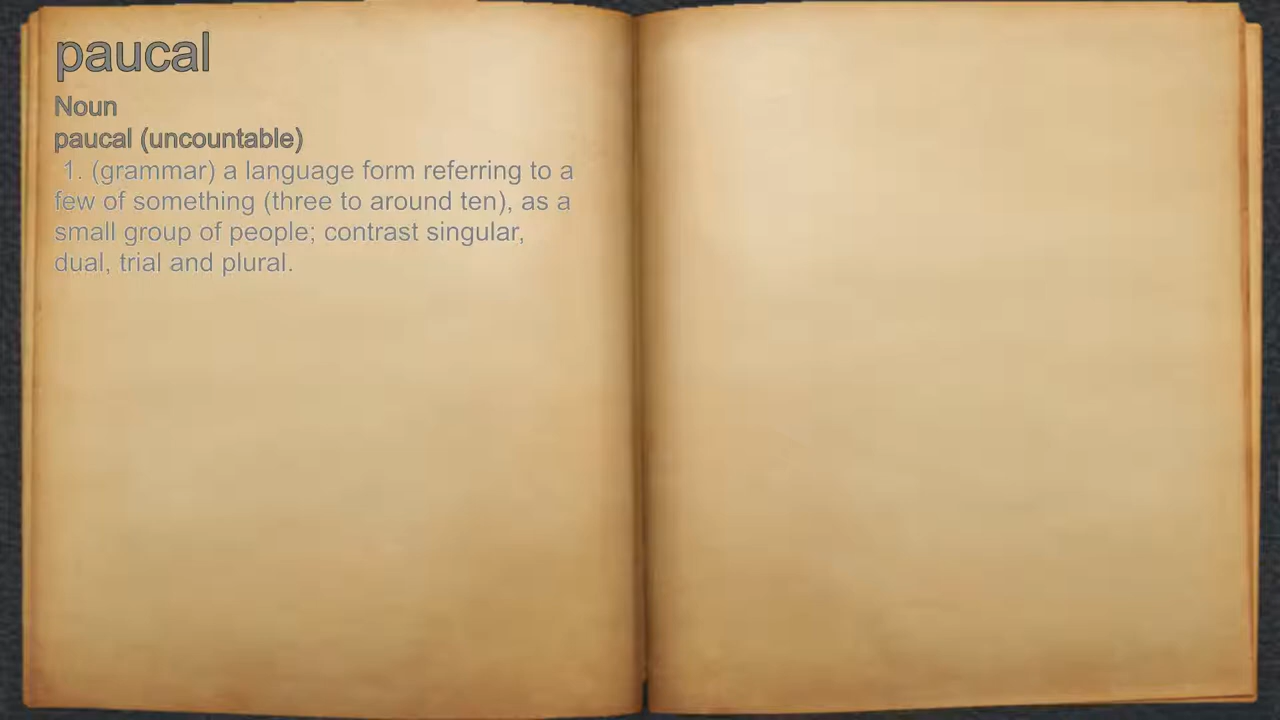 paucal
Noun
paucal (uncountable)
1. (grammar) a language form referring to a
few of something (three to around ten), as a
small group of people; contrast singular,
dual, trial and plural.